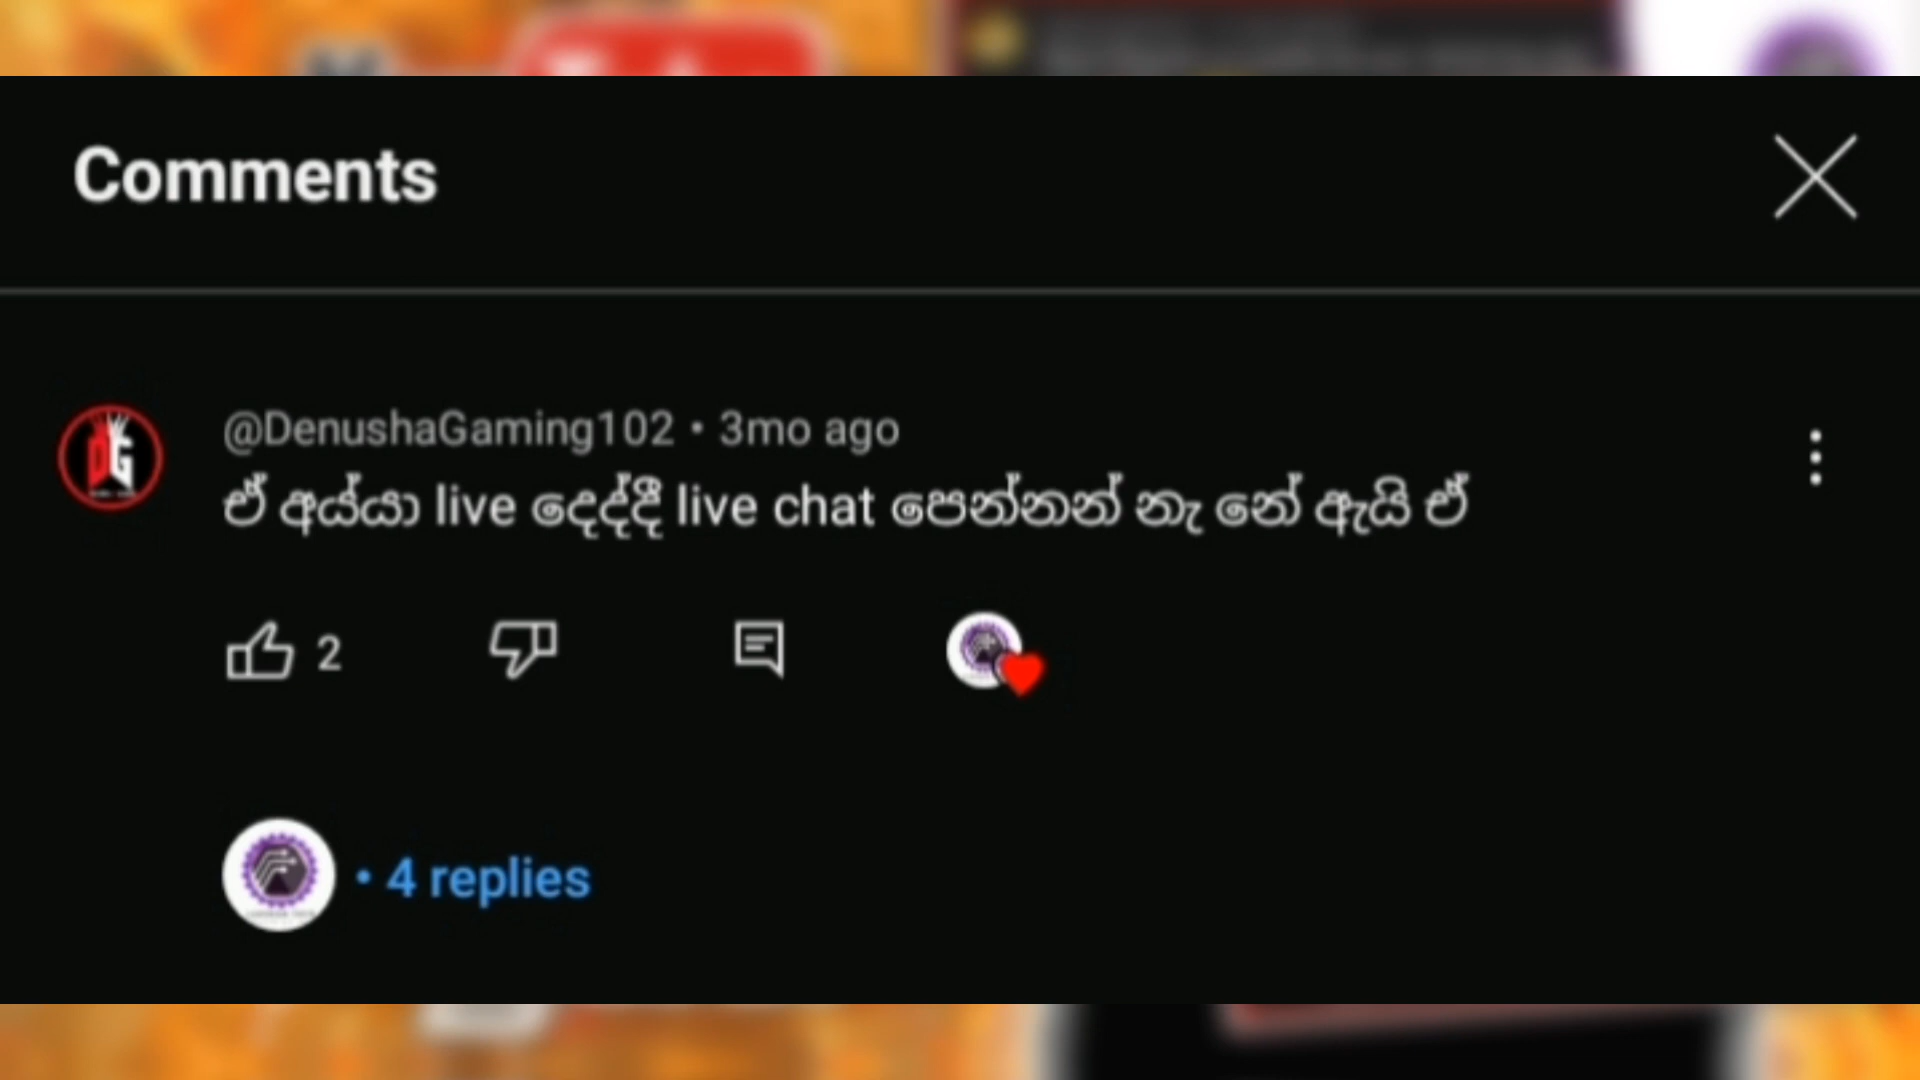 Comments
@DenushaGaming102 • 3mo ago
ඒ අය්යා live දෙද්දී live chat පෙන්නන් නැ නේ ඇයි ඒ
2
• 4 replies